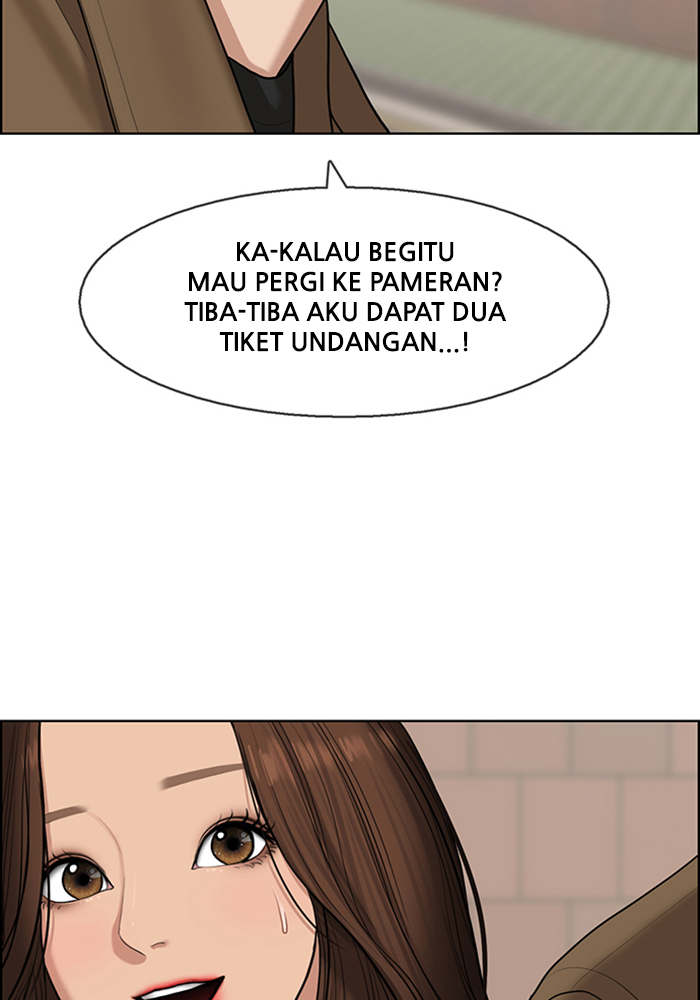 KA-KALAU BEGITU
MAU PERGI KE PAMERAN?
TIBA-TIBA AKU DAPAT DUA
TIKET UNDANGAN...!